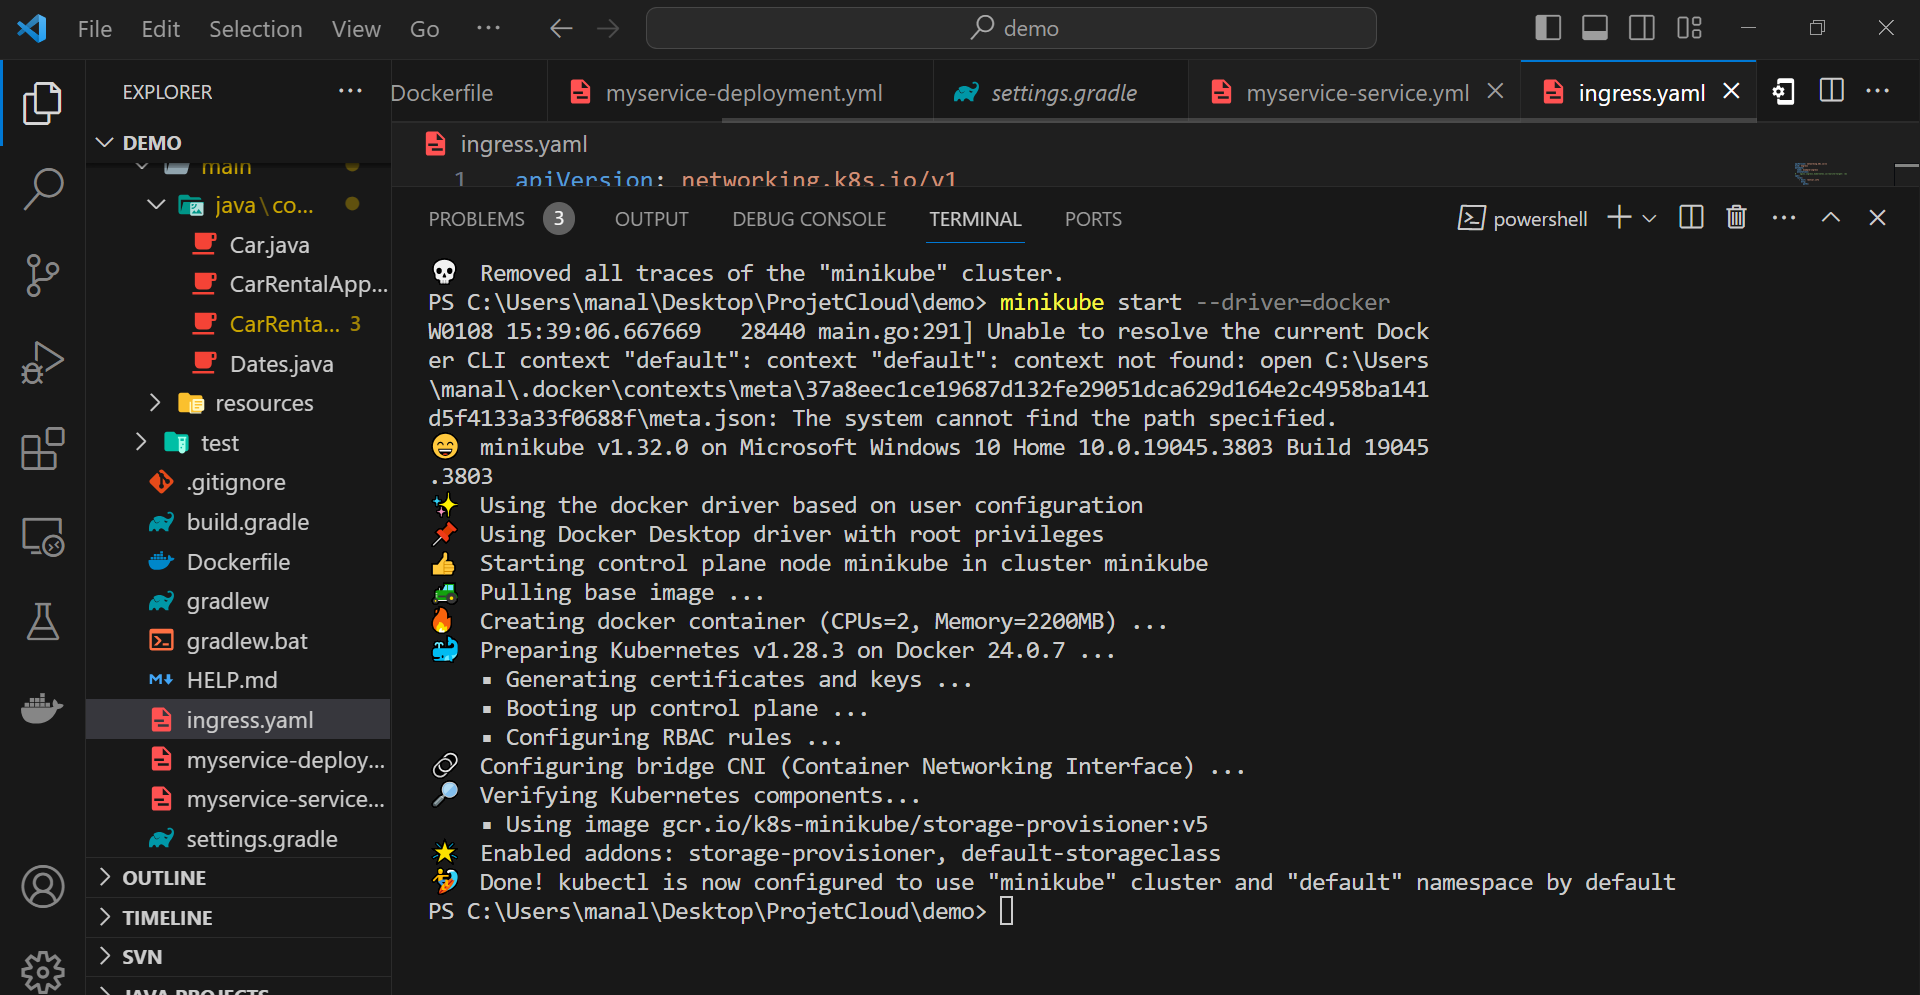 File Edit Selection View Go ··· demo
EXPLORER ···
Dockerfile myservice-deployment.yml settings.gradle myservice-service.yml ingress.yaml ···
DEMO
ingress.yaml
main
1 apiVersion: networking.k8s.io/v1
java\co...
Car.java
CarRentalApp...
CarRenta... 3
Dates.java
resources
test
.gitignore
build.gradle
Dockerfile
gradlew
gradlew.bat
HELP.md
ingress.yaml
myservice-deploy...
myservice-service...
settings.gradle
OUTLINE
TIMELINE
SVN
JAVA PROJECTS
PROBLEMS 3 OUTPUT DEBUG CONSOLE TERMINAL PORTS powershell ···
Removed all traces of the "minikube" cluster.
PS C:\Users\manal\Desktop\ProjetCloud\demo> minikube start --driver=docker
W0108 15:39:06.667669 28440 main.go:291] Unable to resolve the current Dock
er CLI context "default": context "default": context not found: open C:\Users
\manal\.docker\contexts\meta\37a8eec1ce19687d132fe29051dca629d164e2c4958ba141
d5f4133a33f0688f\meta.json: The system cannot find the path specified.
minikube v1.32.0 on Microsoft Windows 10 Home 10.0.19045.3803 Build 19045
.3803
Using the docker driver based on user configuration
Using Docker Desktop driver with root privileges
Starting control plane node minikube in cluster minikube
Pulling base image ...
Creating docker container (CPUs=2, Memory=2200MB) ...
Preparing Kubernetes v1.28.3 on Docker 24.0.7 ...
▪ Generating certificates and keys ...
▪ Booting up control plane ...
▪ Configuring RBAC rules ...
Configuring bridge CNI (Container Networking Interface) ...
Verifying Kubernetes components...
▪ Using image gcr.io/k8s-minikube/storage-provisioner:v5
Enabled addons: storage-provisioner, default-storageclass
Done! kubectl is now configured to use "minikube" cluster and "default" namespace by default
PS C:\Users\manal\Desktop\ProjetCloud\demo>